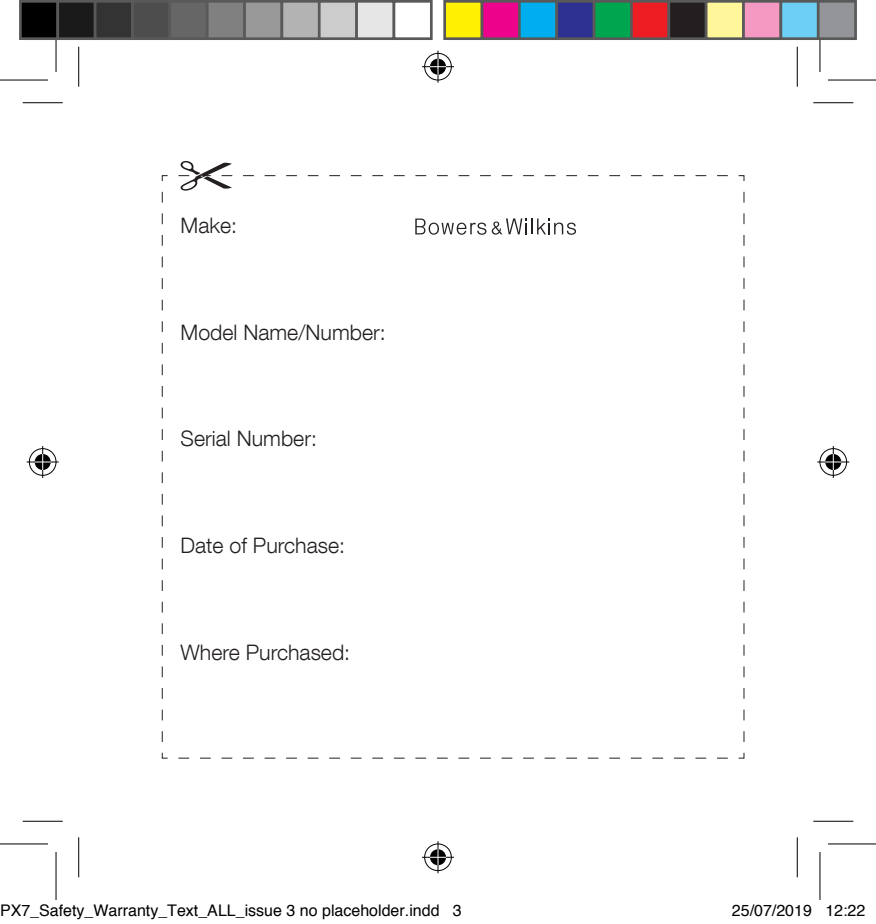 Make: Bowers & Wilkins
Model Name/Number:
Serial Number:
Date of Purchase:
Where Purchased:
PX7_Safety_Warranty_Text_ALL_issue 3 no placeholder.indd 3 25/07/2019 12:22